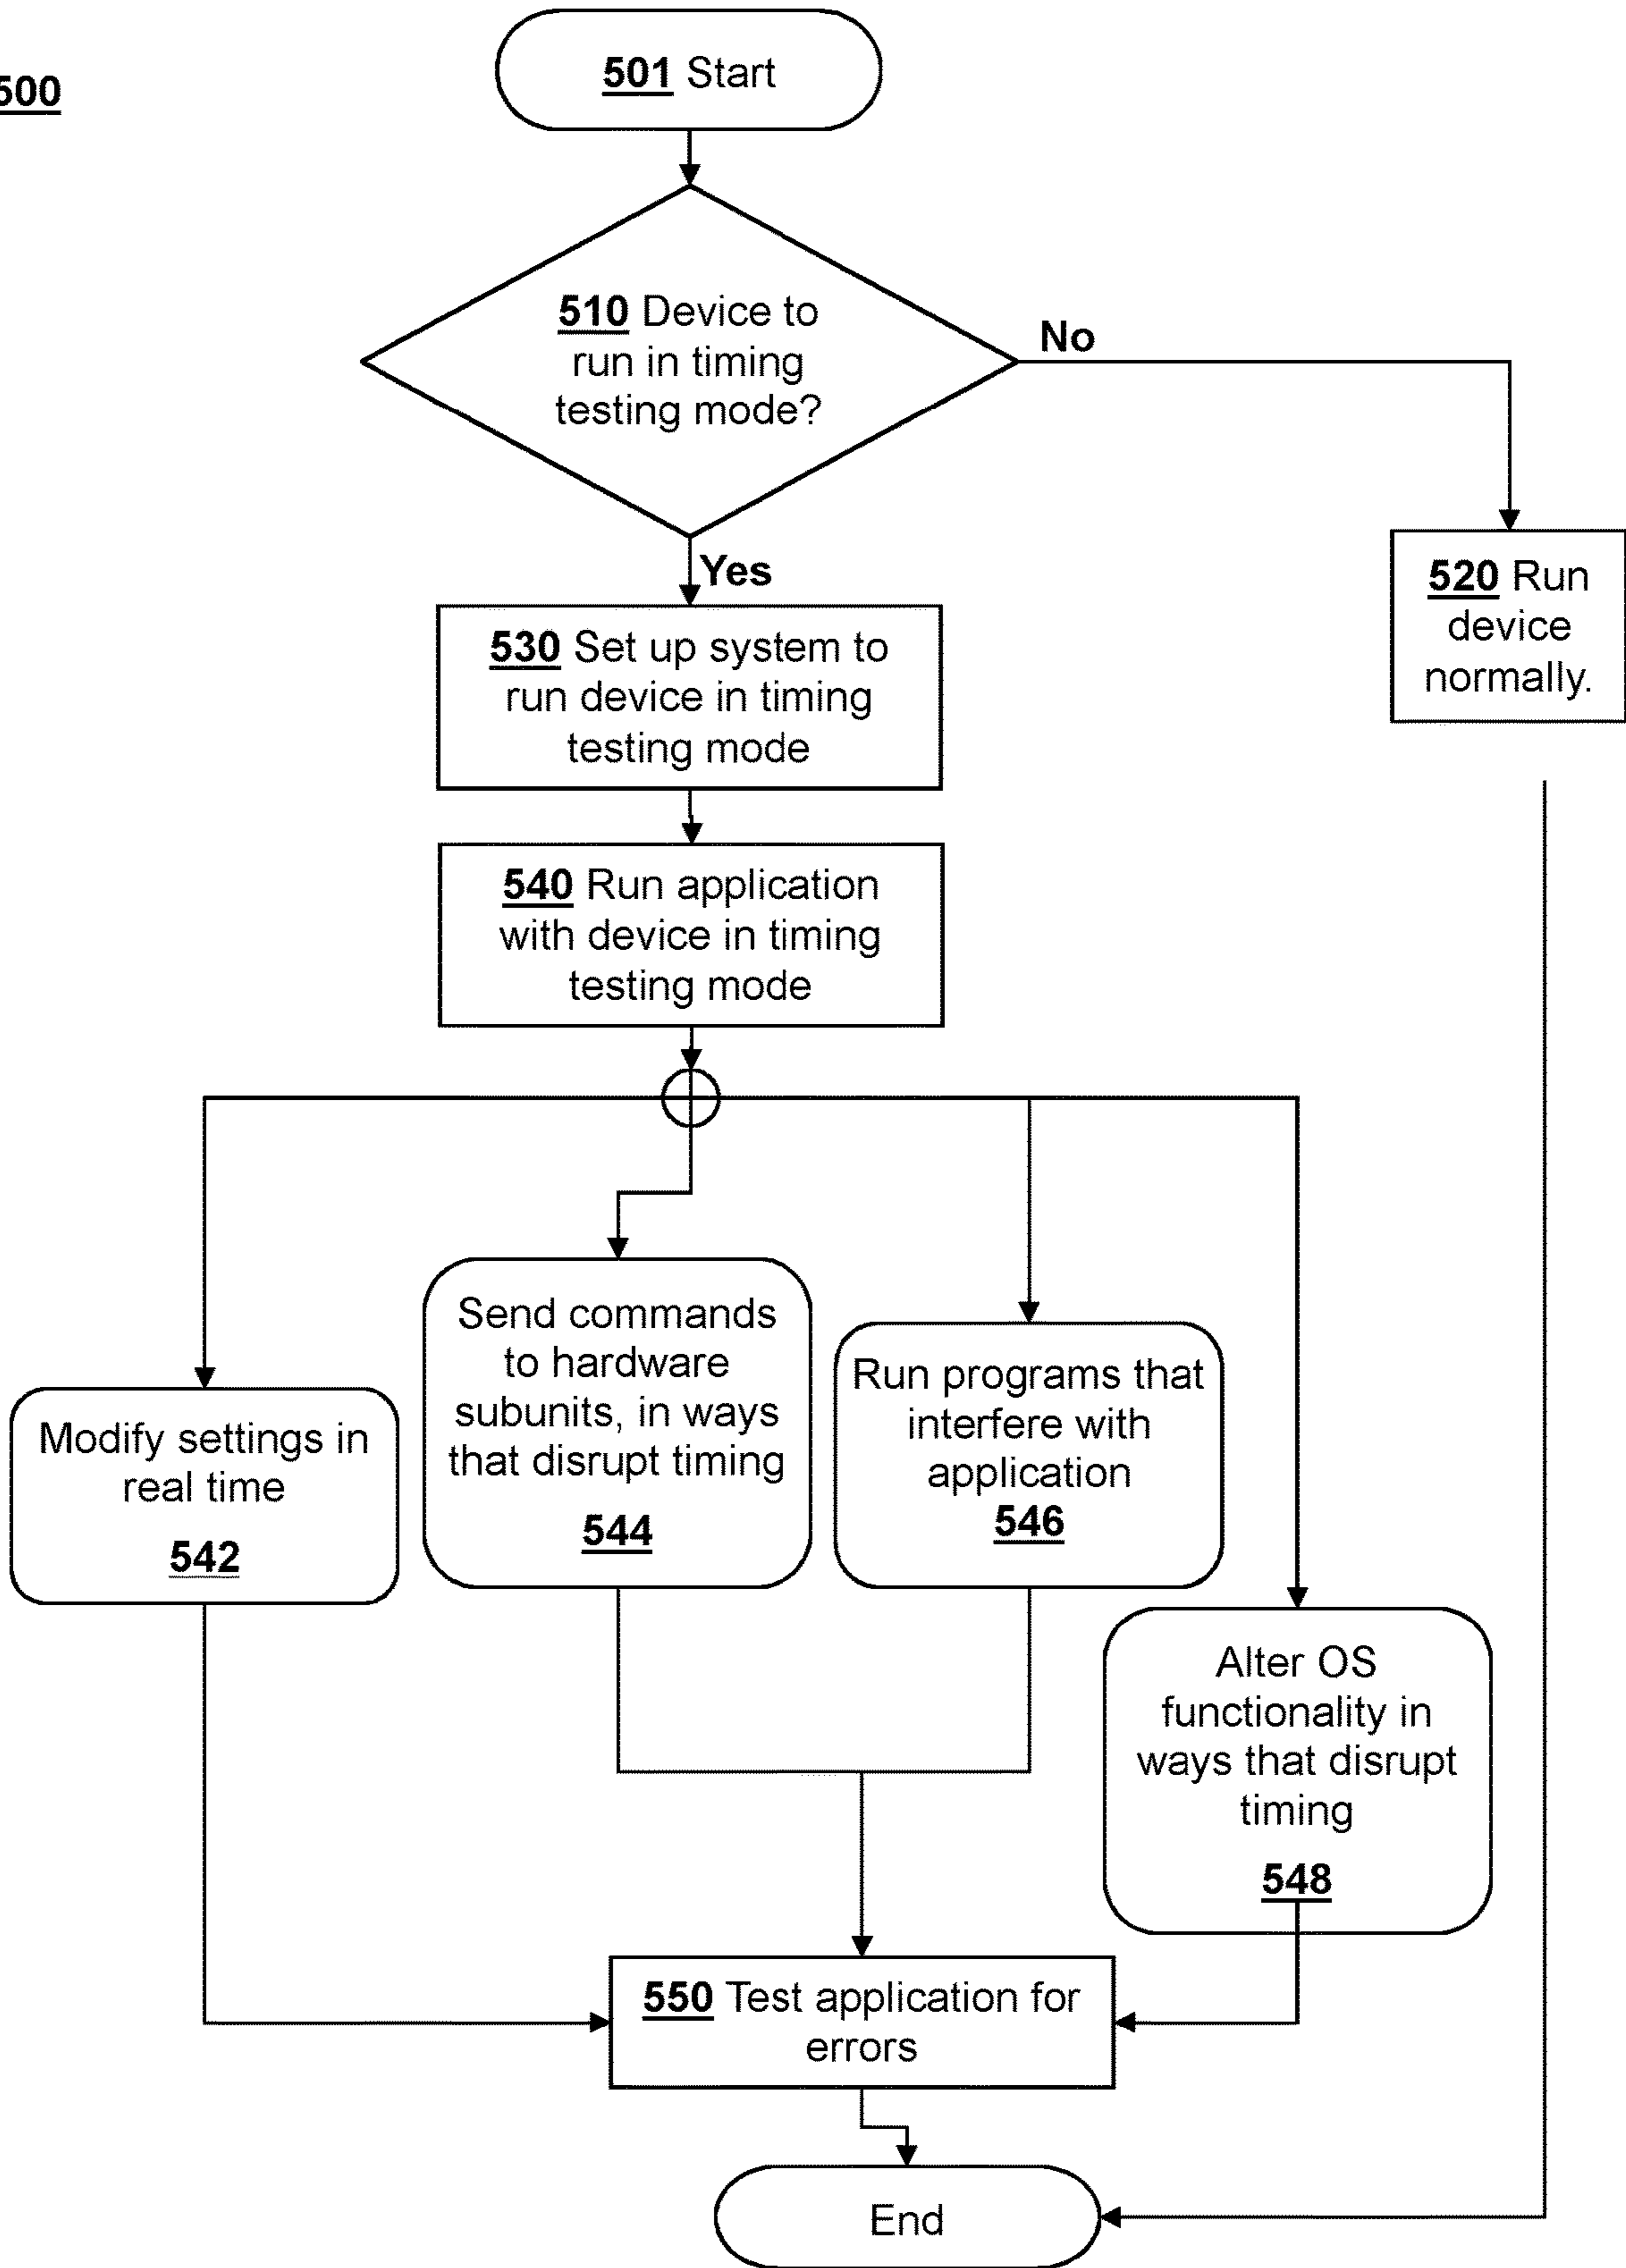 500
501 Start
510 Device to
run in timing
testing mode?
No
Yes
520 Run
device
normally.
530 Set up system to
run device in timing
testing mode
540 Run application
with device in timing
testing mode
Modify settings in
real time
542
Send commands
to hardware
subunits, in ways
that disrupt timing
544
Run programs that
interfere with
application
546
Alter OS
functionality in
ways that disrupt
timing
548
550 Test application for
errors
End